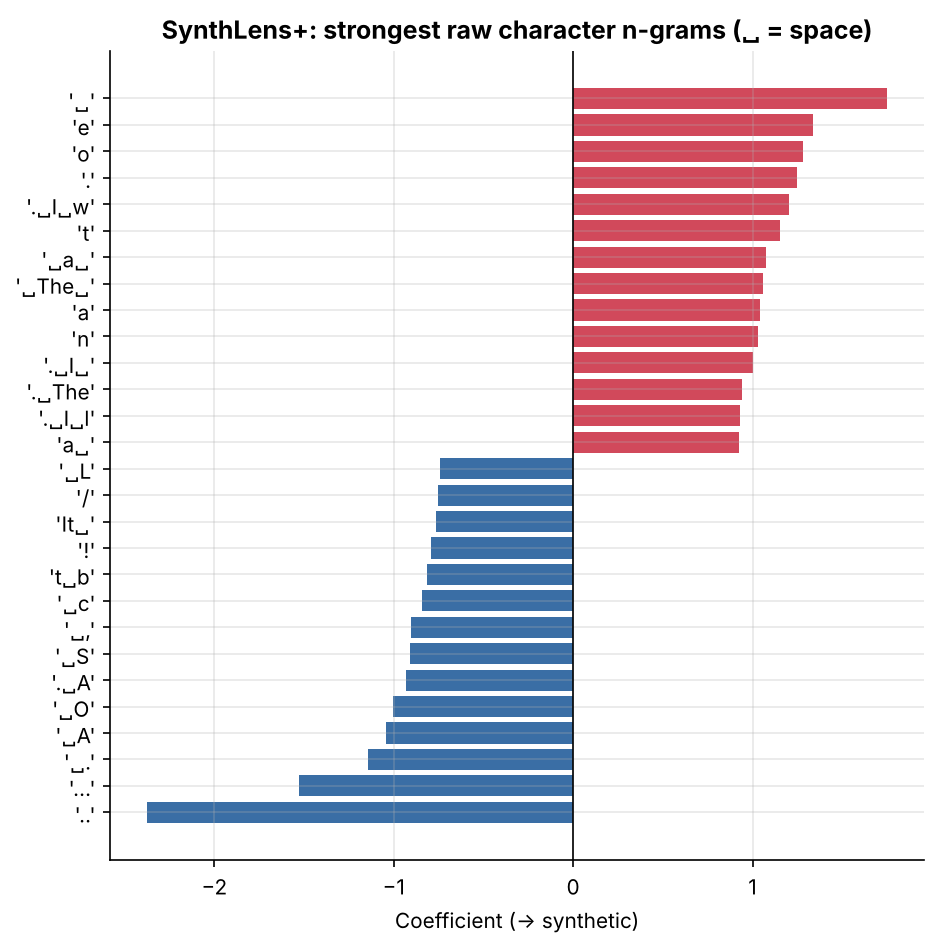 SynthLens+: strongest raw character n-grams (␣ = space)
'␣'
'e'
'o'
'.'
'.␣I␣w'
't'
'␣a␣'
'␣The␣'
'a'
'n'
'.␣I␣'
'.␣The'
'.␣I␣I'
'a␣'
'␣L'
'/'
'It␣'
'!'
't␣b'
'␣c'
'␣,'
'␣S'
'.␣A'
'␣O'
'␣A'
'␣.'
'...'
'..'
−2
−1
0
1
Coefficient (→ synthetic)